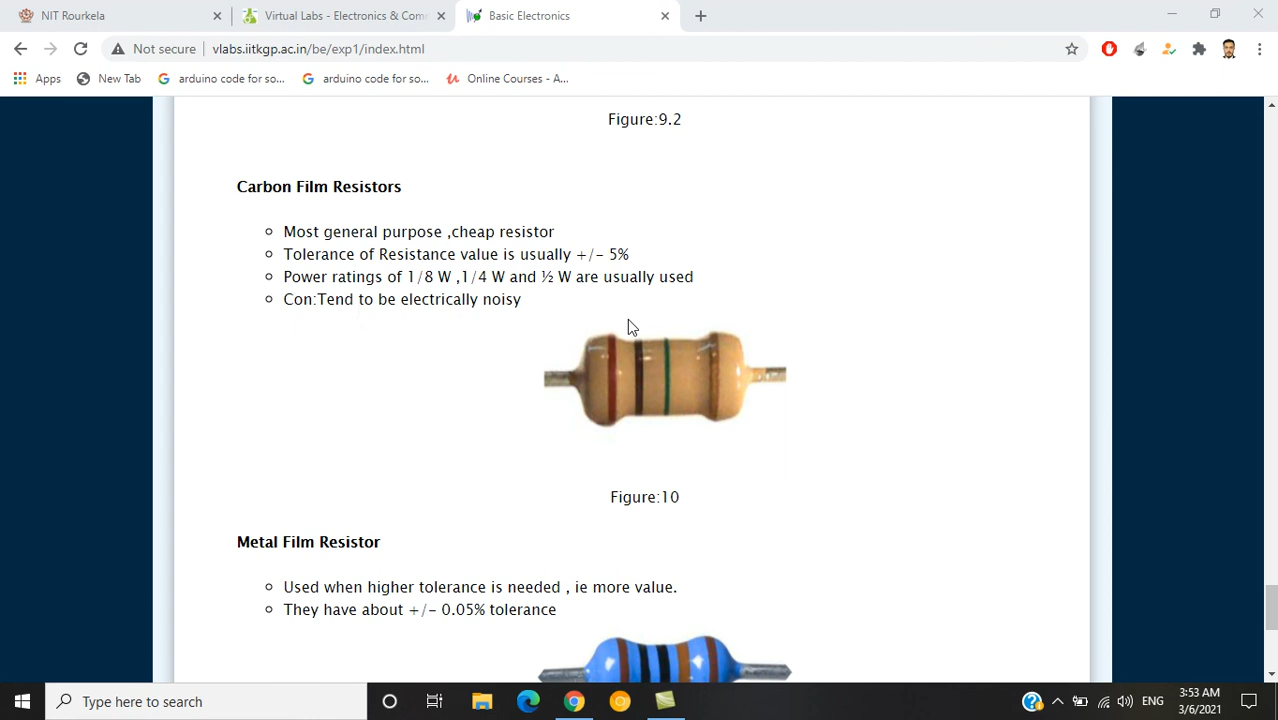 NIT Rourkela
Virtual Labs - Electronics & Comm
Basic Electronics
Not secure
vlabs.iitkgp.ac.in/be/exp1/index.html
Apps
New Tab
arduino code for so...
arduino code for so...
Online Courses - A...
Figure:9.2
Carbon Film Resistors
Most general purpose ,cheap resistor
Tolerance of Resistance value is usually +/- 5%
Power ratings of 1/8 W ,1/4 W and ½ W are usually used
Con:Tend to be electrically noisy
Figure:10
Metal Film Resistor
Used when higher tolerance is needed , ie more value.
They have about +/- 0.05% tolerance
Type here to search
ENG
3:53 AM
3/6/2021